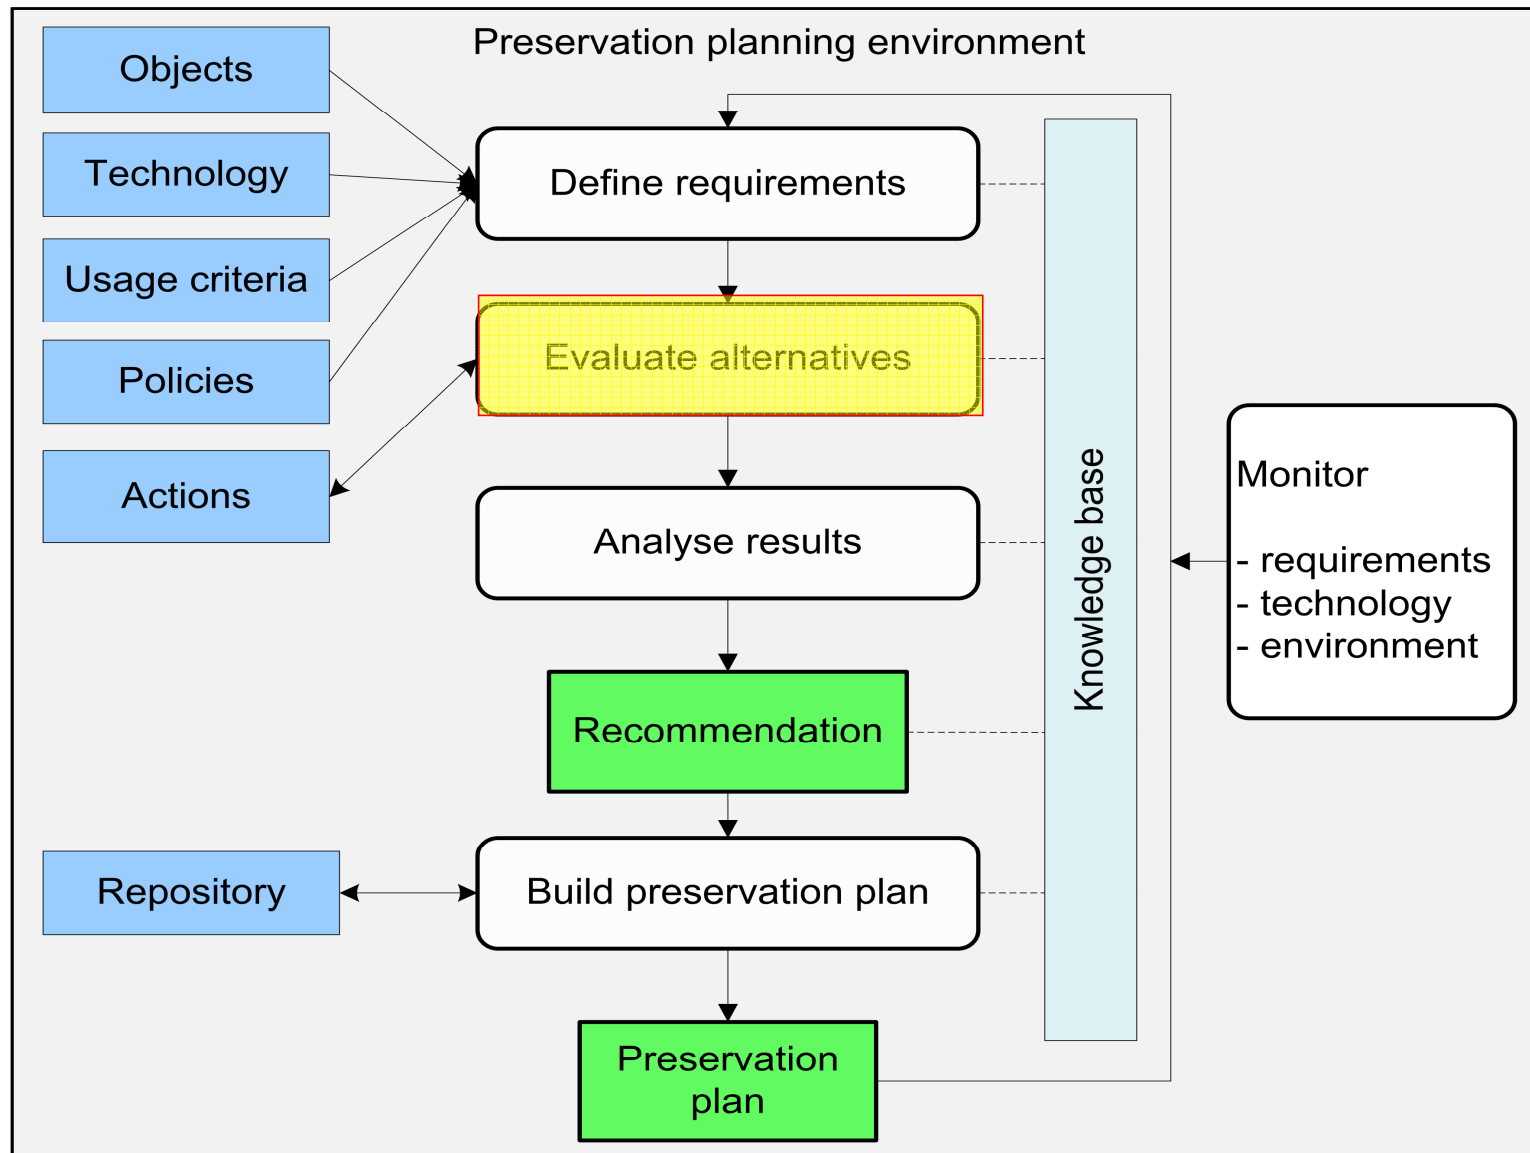 Preservation planning environment
Objects
Technology
Usage criteria
Policies
Actions
Define requirements
Evaluate alternatives
Analyse results
Recommendation
Repository
Build preservation plan
Preservation
plan
Knowledge base
Monitor
- requirements
- technology
- environment